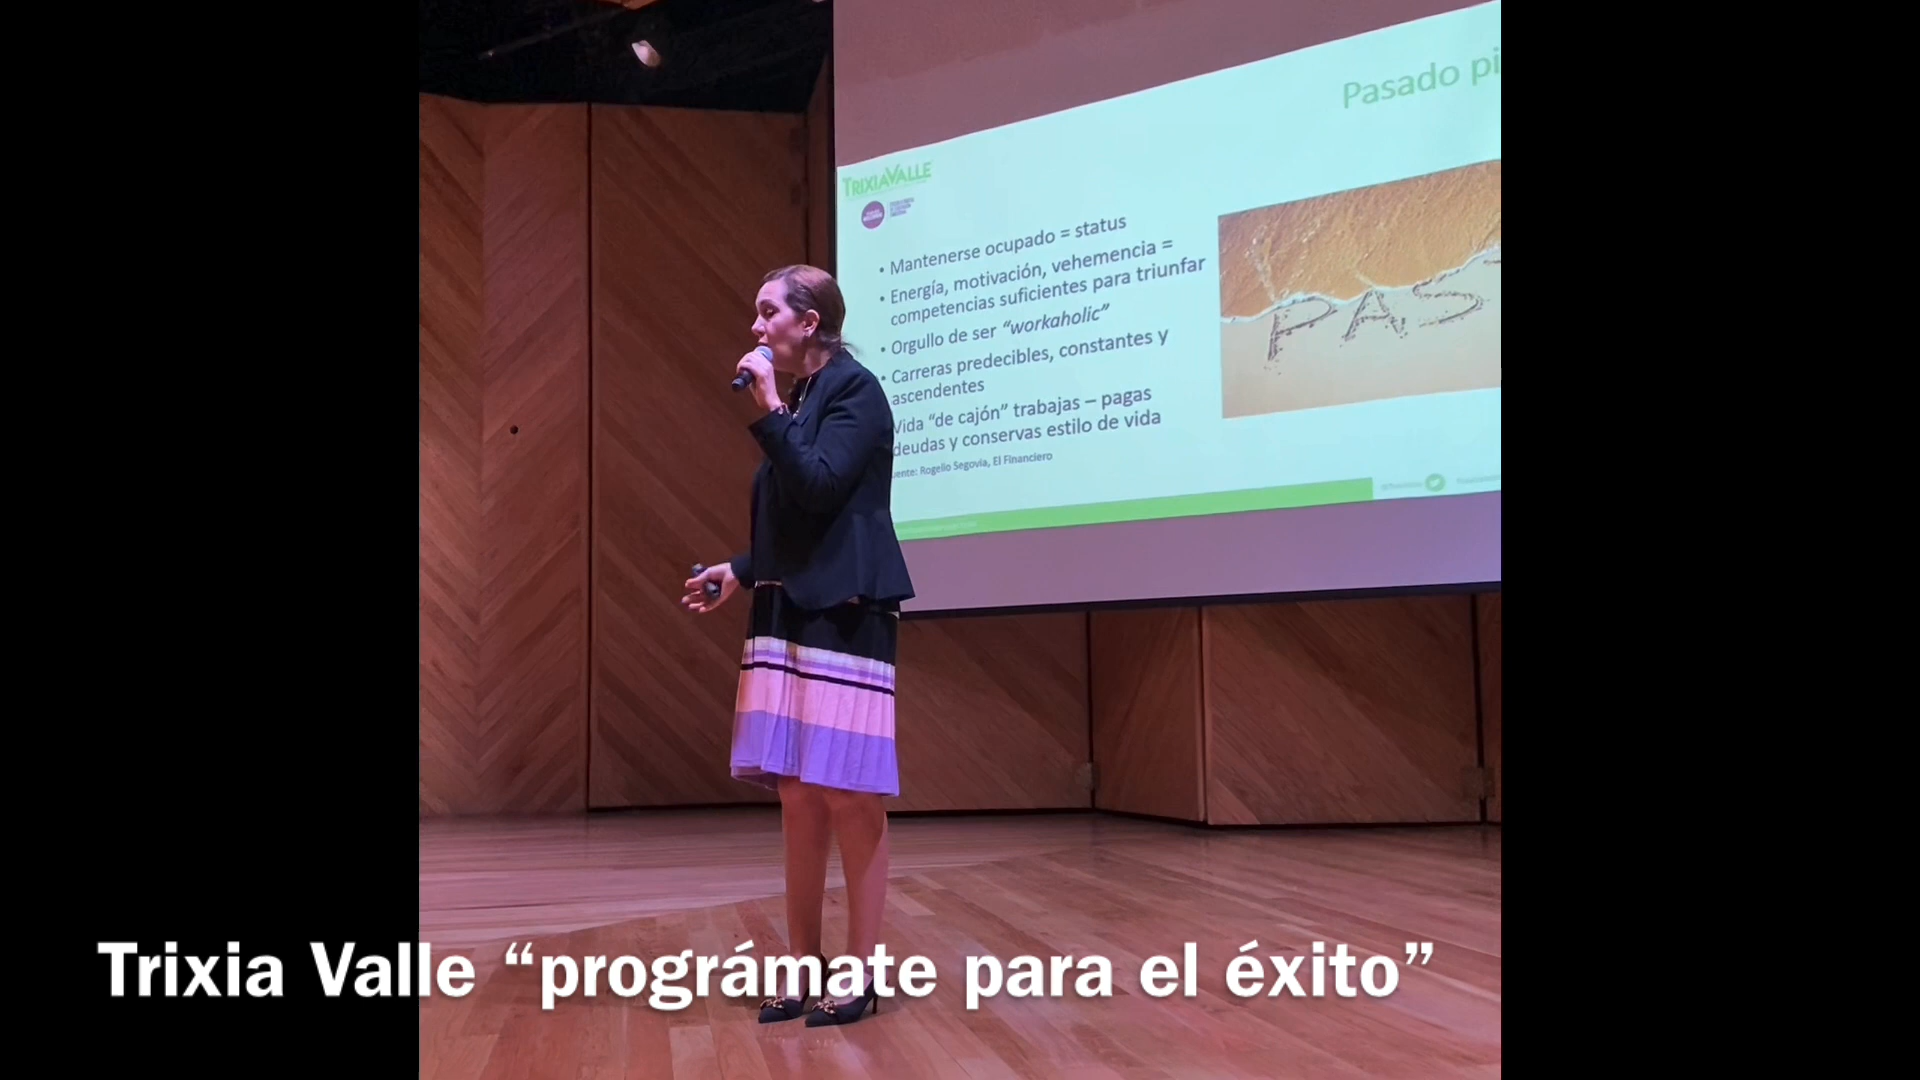 Pasado pi
TRIXIAVALLE
• Mantenerse ocupado = status
• Energía, motivación, vehemencia =
competencias suficientes para triunfar
• Orgullo de ser “workaholic”
• Carreras predecibles, constantes y
ascendentes
Vida “de cajón” trabajas – pagas
deudas y conservas estilo de vida
uente: Rogelio Segovia, El Financiero
PAS
Trixia Valle “prográmate para el éxito”